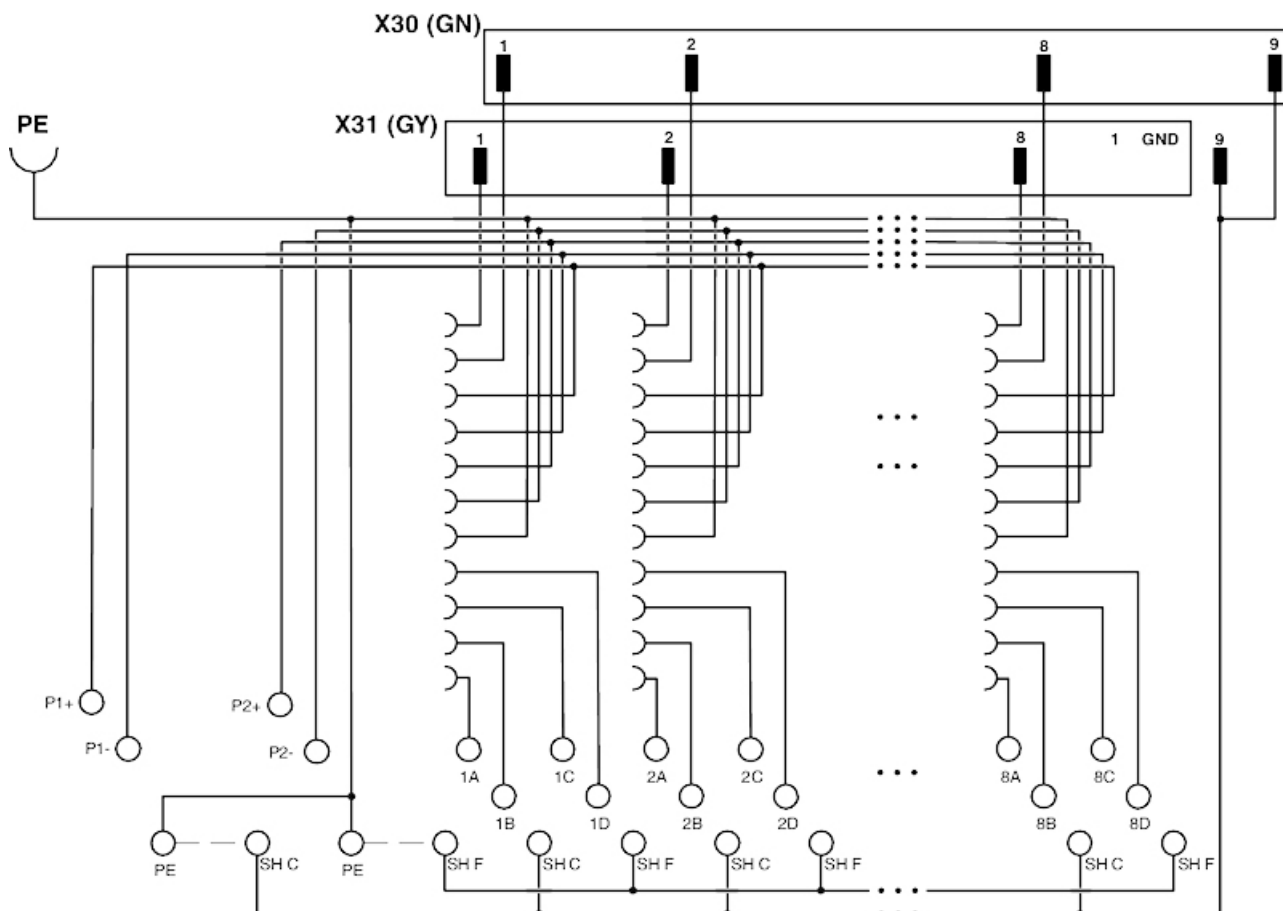 X30 (GN)
1 2 8 9
PE
X31 (GY)
1 2 8 1 GND 9
P1+ P2+
P1- P2-
1A 1C 2A 2C 8A 8C
1B 1D 2B 2D 8B 8D
PE SH C PE SH F SH C SH F SH C SH F SH C SH F